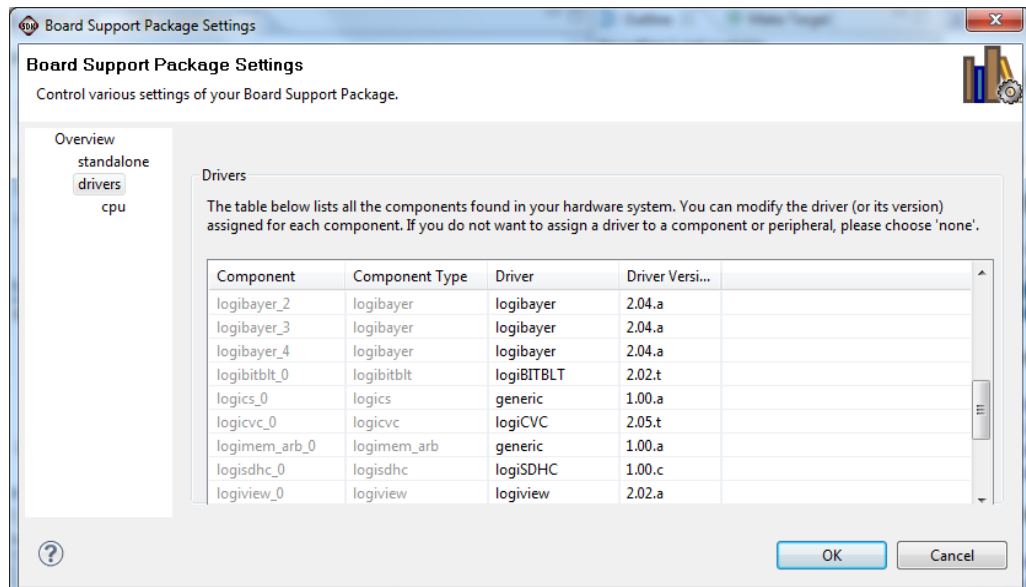 Board Support Package Settings
Board Support Package Settings
Control various settings of your Board Support Package.
Overview
standalone
drivers
cpu
Drivers
The table below lists all the components found in your hardware system. You can modify the driver (or its version)
assigned for each component. If you do not want to assign a driver to a component or peripheral, please choose 'none'.
Component Component Type Driver Driver Versi...
logibayer_2 logibayer logibayer 2.04.a
logibayer_3 logibayer logibayer 2.04.a
logibayer_4 logibayer logibayer 2.04.a
logibitblt_0 logibitblt logiBITBLT 2.02.t
logics_0 logics generic 1.00.a
logicvc_0 logicvc logiCVC 2.05.t
logimem_arb_0 logimem_arb generic 1.00.a
logisdhc_0 logisdhc logiSDHC 1.00.c
logiview_0 logiview logiview 2.02.a
OK Cancel